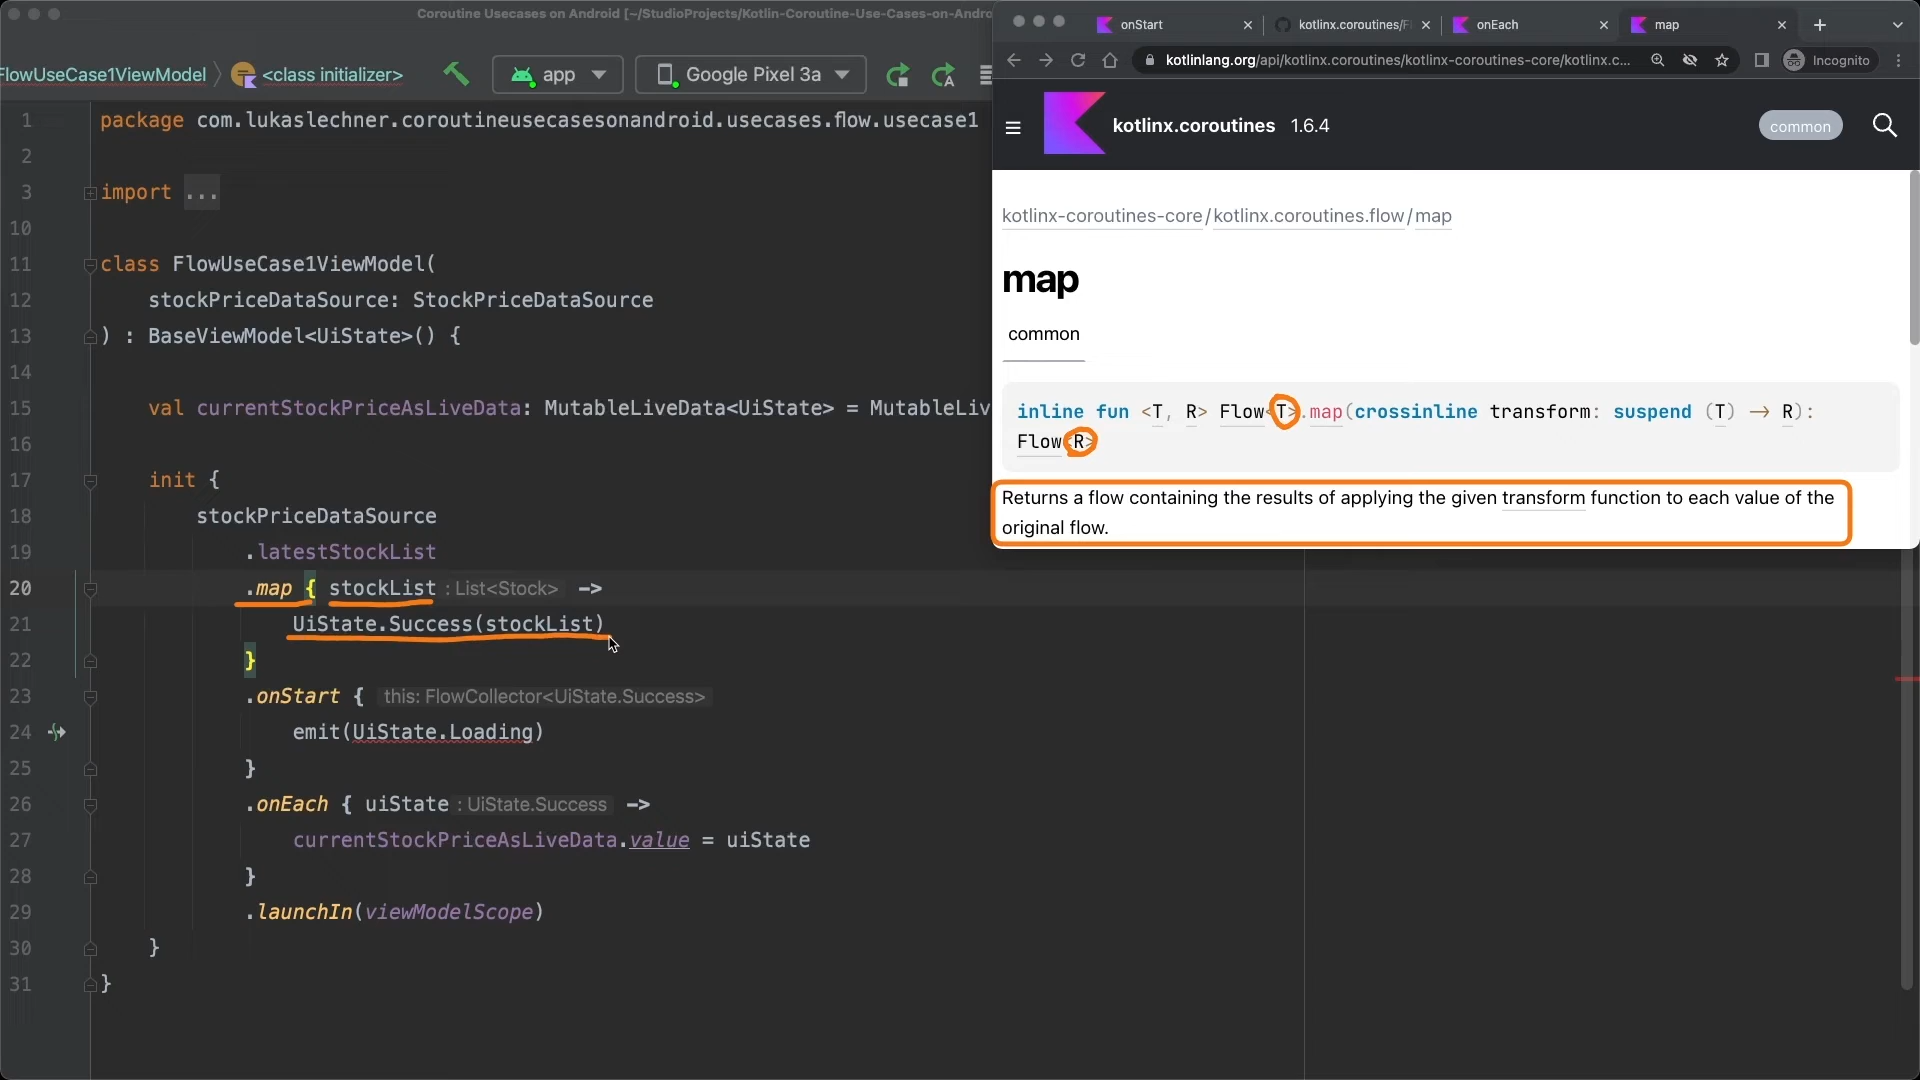 Coroutine Usecases on Android [~/StudioProjects/Kotlin-Coroutine-Use-Cases-on-Andro
FlowUseCase1ViewModel
<class initializer>
app
Google Pixel 3a
1 package com.lukaslechner.coroutineusecasesonandroid.usecases.flow.usecase1
2
3 import ...
10
11 class FlowUseCase1ViewModel(
12 stockPriceDataSource: StockPriceDataSource
13 ) : BaseViewModel<UiState>() {
14
15 val currentStockPriceAsLiveData: MutableLiveData<UiState> = MutableLiv
16
17 init {
18 stockPriceDataSource
19 .latestStockList
20 .map { stockList : List<Stock> ->
21 UiState.Success(stockList)
22 }
23 .onStart { this: FlowCollector<UiState.Success>
24 emit(UiState.Loading)
25 }
26 .onEach { uiState : UiState.Success ->
27 currentStockPriceAsLiveData.value = uiState
28 }
29 .launchIn(viewModelScope)
30 }
31 }
onStart
kotlinx.coroutines/F
onEach
map
kotlinlang.org/api/kotlinx.coroutines/kotlinx-coroutines-core/kotlinx.c...
Incognito
kotlinx.coroutines 1.6.4
common
kotlinx-coroutines-core/kotlinx.coroutines.flow/map
map
common
inline fun <T, R> Flow<T>.map(crossinline transform: suspend (T) → R):
Flow<R>
Returns a flow containing the results of applying the given transform function to each value of the
original flow.